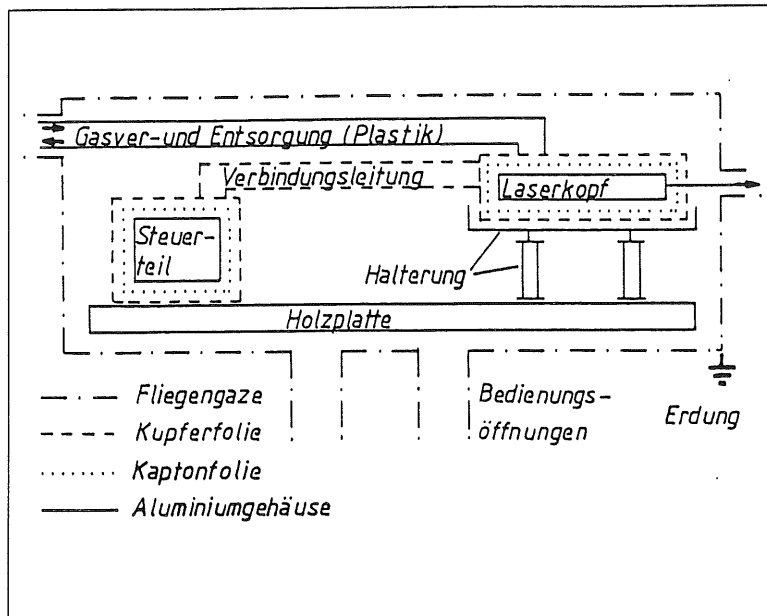 Gasver-und Entsorgung (Plastik)
Verbindungsleitung
Laserkopf
Steuer-
teil
Halterung
Holzplatte
Fliegengaze
Kupferfolie
Kaptonfolie
Aluminiumgehäuse
Bedienungs-
öffnungen
Erdung